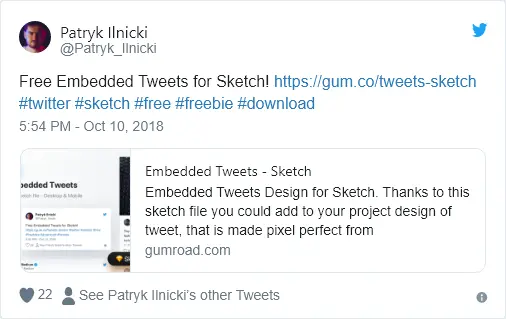 Patryk Ilnicki
@Patryk_Ilnicki
Free Embedded Tweets for Sketch! https://gum.co/tweets-sketch
#twitter #sketch #free #freebie #download
5:54 PM - Oct 10, 2018
bedded Tweets
Embedded Tweets - Sketch
Embedded Tweets Design for Sketch. Thanks to this
sketch file you could add to your project design of
tweet, that is made pixel perfect from
gumroad.com
22 See Patryk Ilnicki's other Tweets